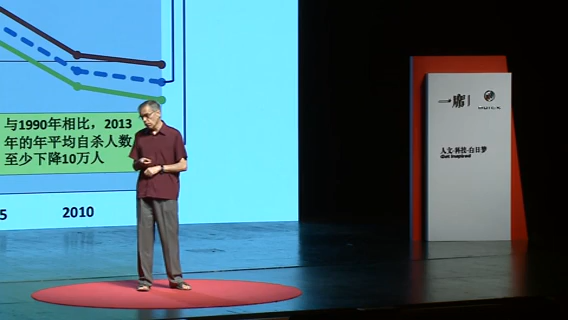 与1990年相比，2013
年的年平均自杀人数
至少下降10万人
5
2010
一席
人文·科技·白日梦
Get Inspired